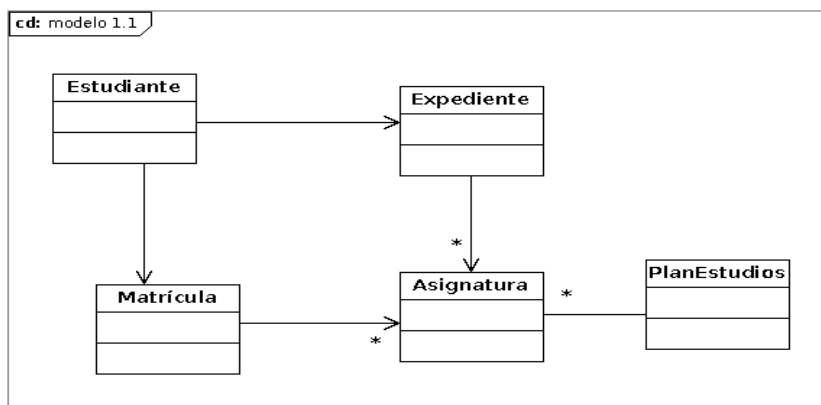 cd: modelo 1.1
Estudiante
Expediente
*
Matrícula
*
Asignatura
*
PlanEstudios